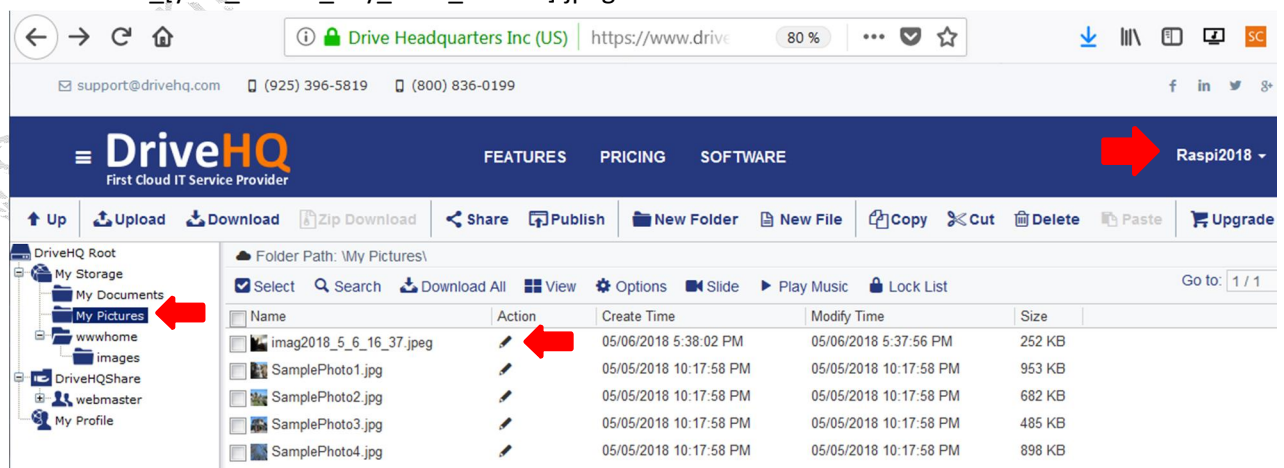 Drive Headquarters Inc (US) https://www.drive 80 %
SC
support@drivehq.com (925) 396-5819 (800) 836-0199
f in 8+
DriveHQ
First Cloud IT Service Provider
FEATURES PRICING SOFTWARE
Raspi2018
Up Upload Download Zip Download Share Publish New Folder New File Copy Cut Delete Paste Upgrade
DriveHQ Root
My Storage
My Documents
My Pictures
wwwhome
images
DriveHQShare
webmaster
My Profile
Folder Path: \My Pictures\
Select Search Download All View Options Slide Play Music Lock List Go to: 1 / 1
Name Action Create Time Modify Time Size
imag2018_5_6_16_37.jpeg 05/06/2018 5:38:02 PM 05/06/2018 5:37:56 PM 252 KB
SamplePhoto1.jpg 05/05/2018 10:17:58 PM 05/05/2018 10:17:58 PM 953 KB
SamplePhoto2.jpg 05/05/2018 10:17:58 PM 05/05/2018 10:17:58 PM 682 KB
SamplePhoto3.jpg 05/05/2018 10:17:58 PM 05/05/2018 10:17:58 PM 485 KB
SamplePhoto4.jpg 05/05/2018 10:17:58 PM 05/05/2018 10:17:58 PM 898 KB